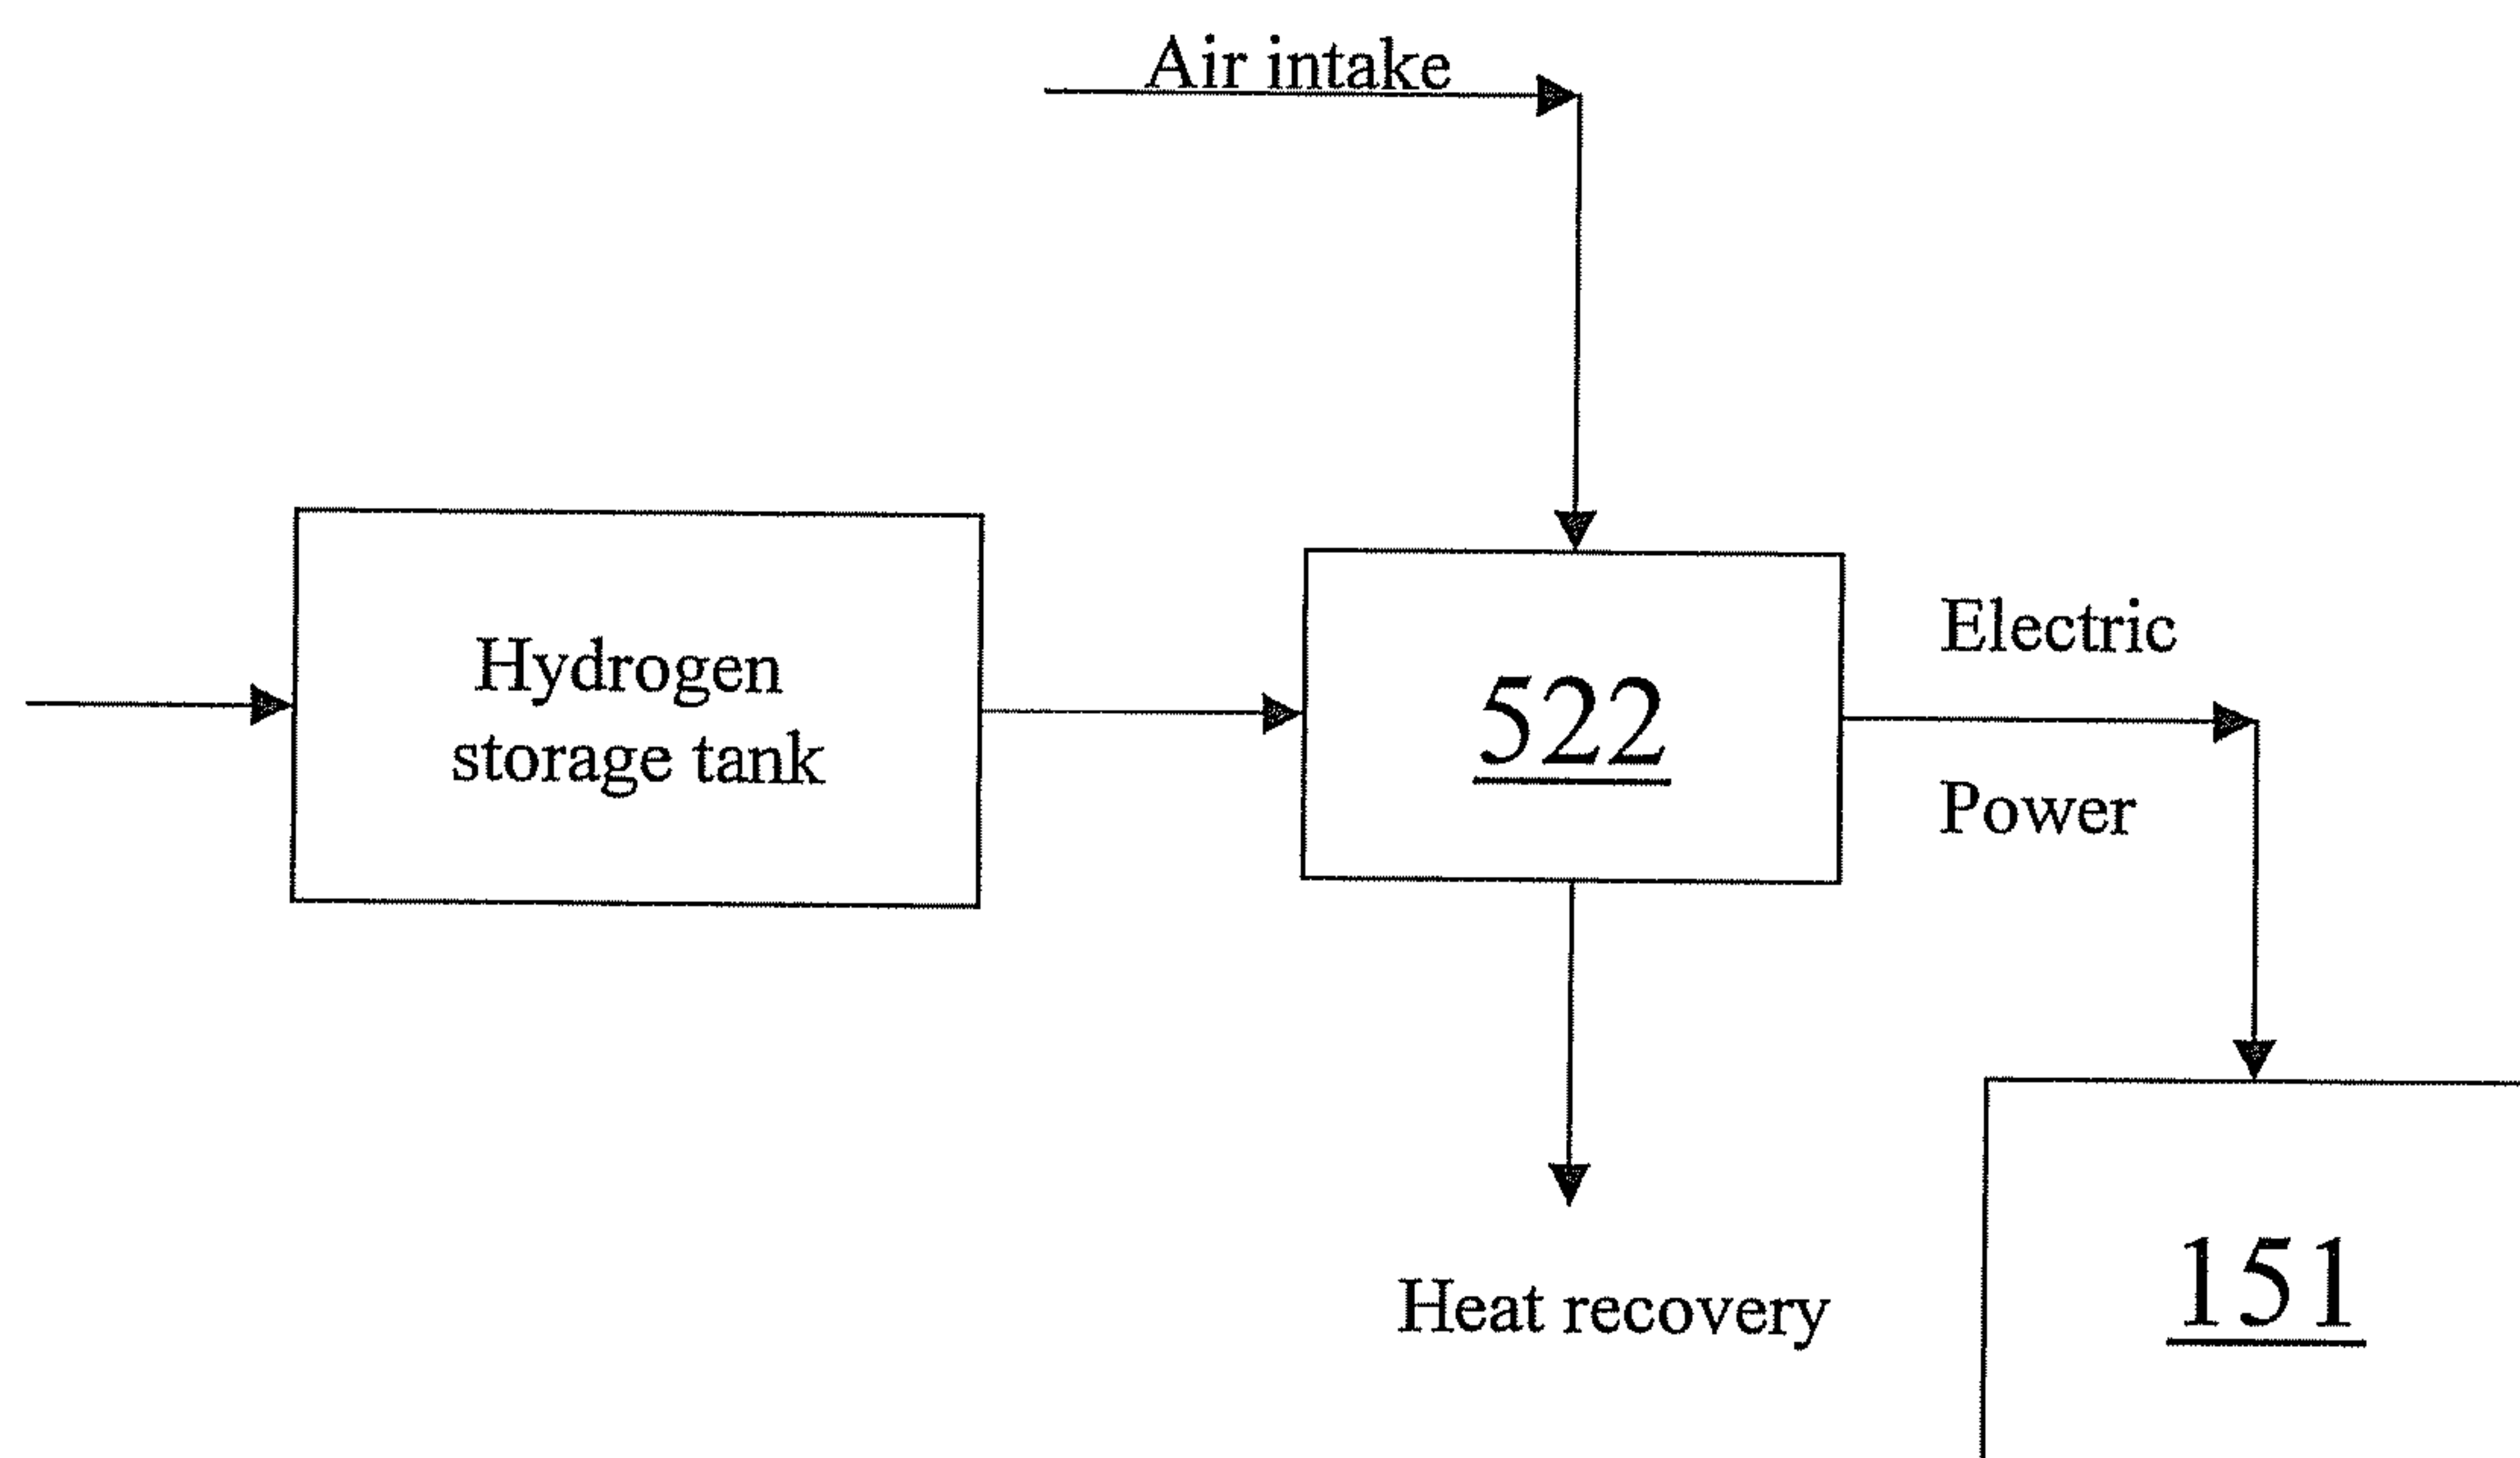 Air intake
Hydrogen
storage tank
522
Electric
Power
Heat recovery
151